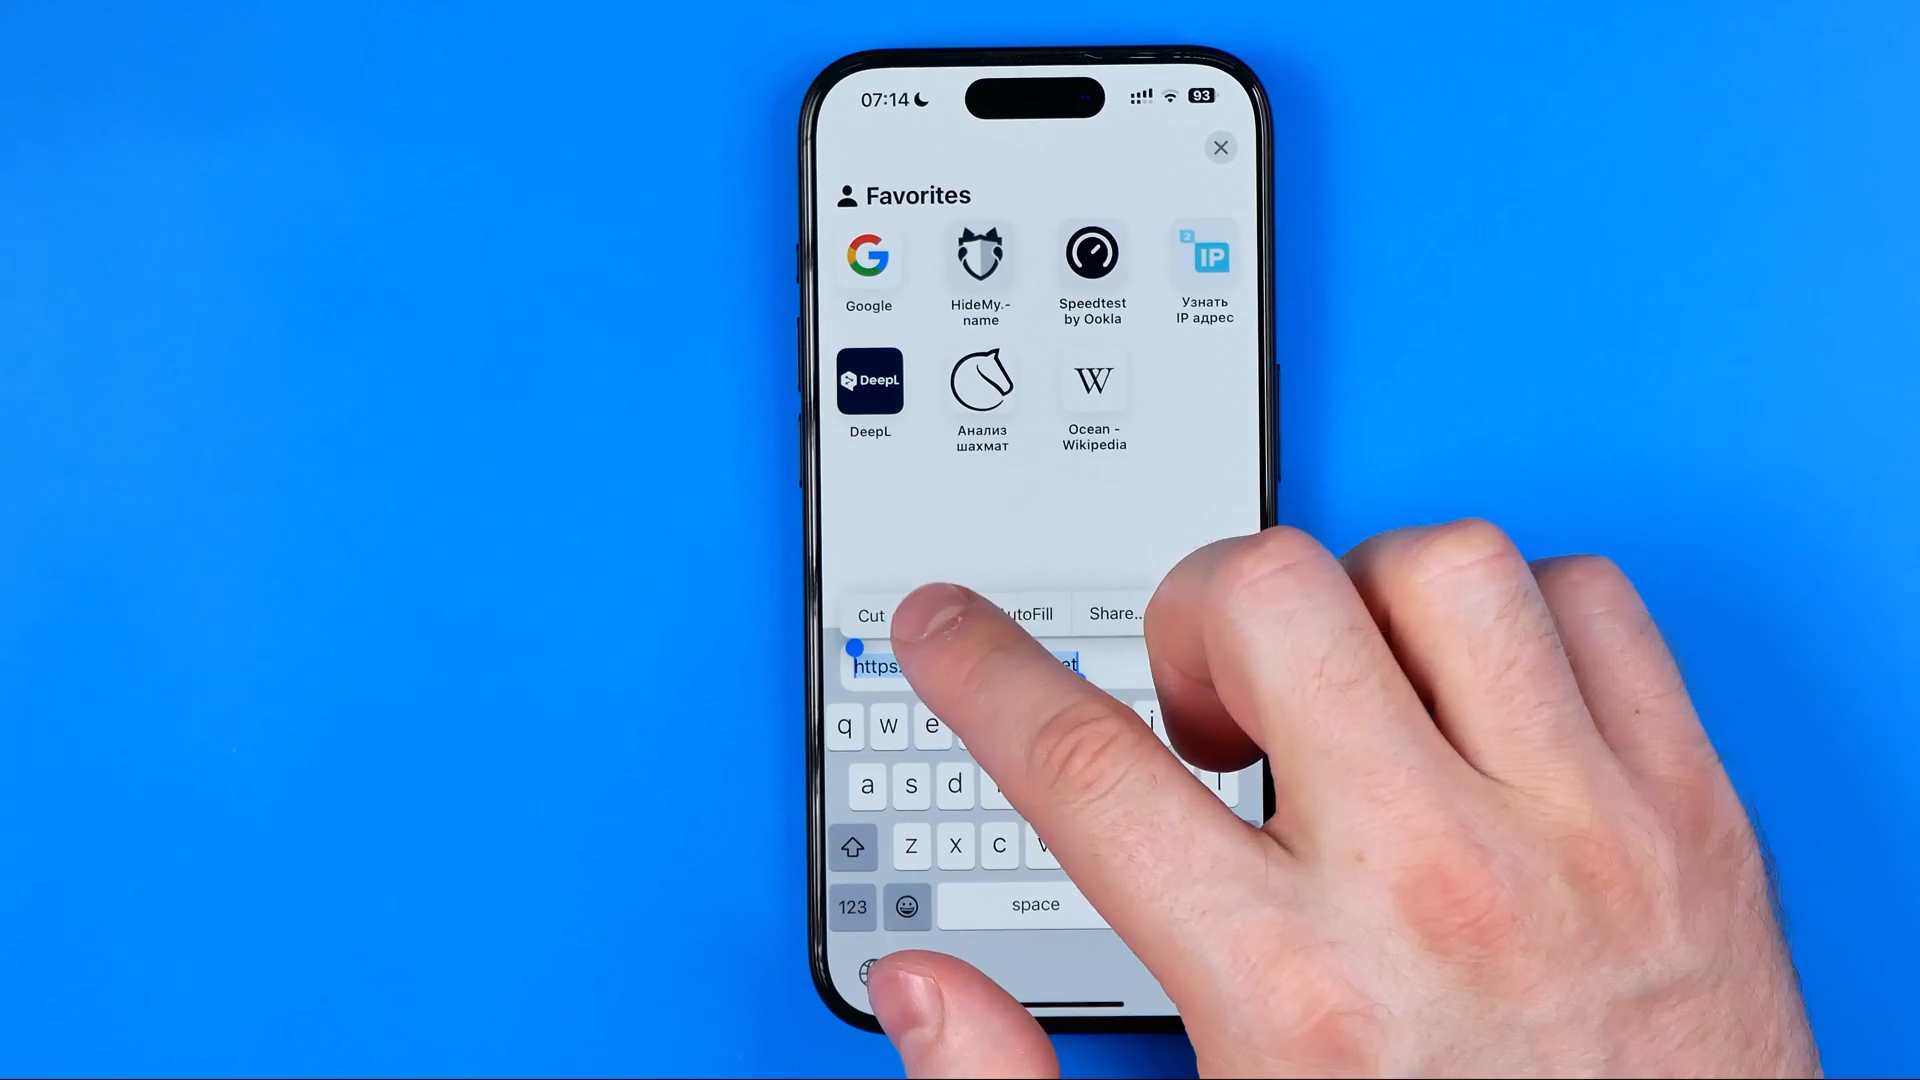 07:14
93
Favorites
Google
HideMy.-
name
Speedtest
by Ookla
2
IP
Узнать
IP адрес
DeepL
DeepL
Анализ
шахмат
W
Ocean -
Wikipedia
Cut
Share...
q w e
a s d
z x c
123
space